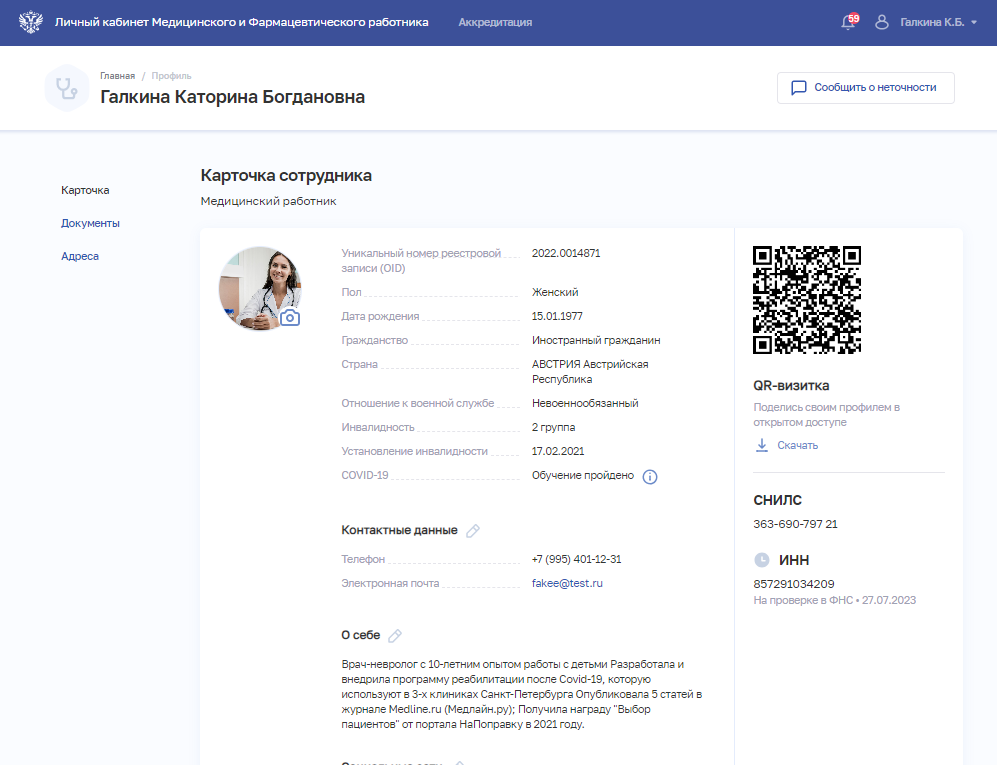 Личный кабинет Медицинского и Фармацевтического работника
Аккредитация
59
Галкина К.Б.
Главная / Профиль
Галкина Каторина Богдановна
Сообщить о неточности
Карточка
Документы
Адреса
Карточка сотрудника
Медицинский работник
Уникальный номер реестровой записи (OID) 2022.0014871
Пол Женский
Дата рождения 15.01.1977
Гражданство Иностранный гражданин
Страна АВСТРИЯ Австрийская
Республика
Отношение к военной службе Невоеннообязанный
Инвалидность 2 группа
Установление инвалидности 17.02.2021
COVID-19 Обучение пройдено
Контактные данные
Телефон +7 (995) 401-12-31
Электронная почта fakee@test.ru
О себе
Врач-невролог с 10-летним опытом работы с детьми Разработала и
внедрила программу реабилитации после Covid-19, которую
используют в 3-х клиниках Санкт-Петербурга Опубликовала 5 статей в
журнале Medline.ru (Медлайн.ру); Получила награду "Выбор
пациентов" от портала НаПоправку в 2021 году.
QR-визитка
Поделись своим профилем в
открытом доступе
Скачать
СНИЛС
363-690-797 21
ИНН
857291034209
На проверке в ФНС • 27.07.2023